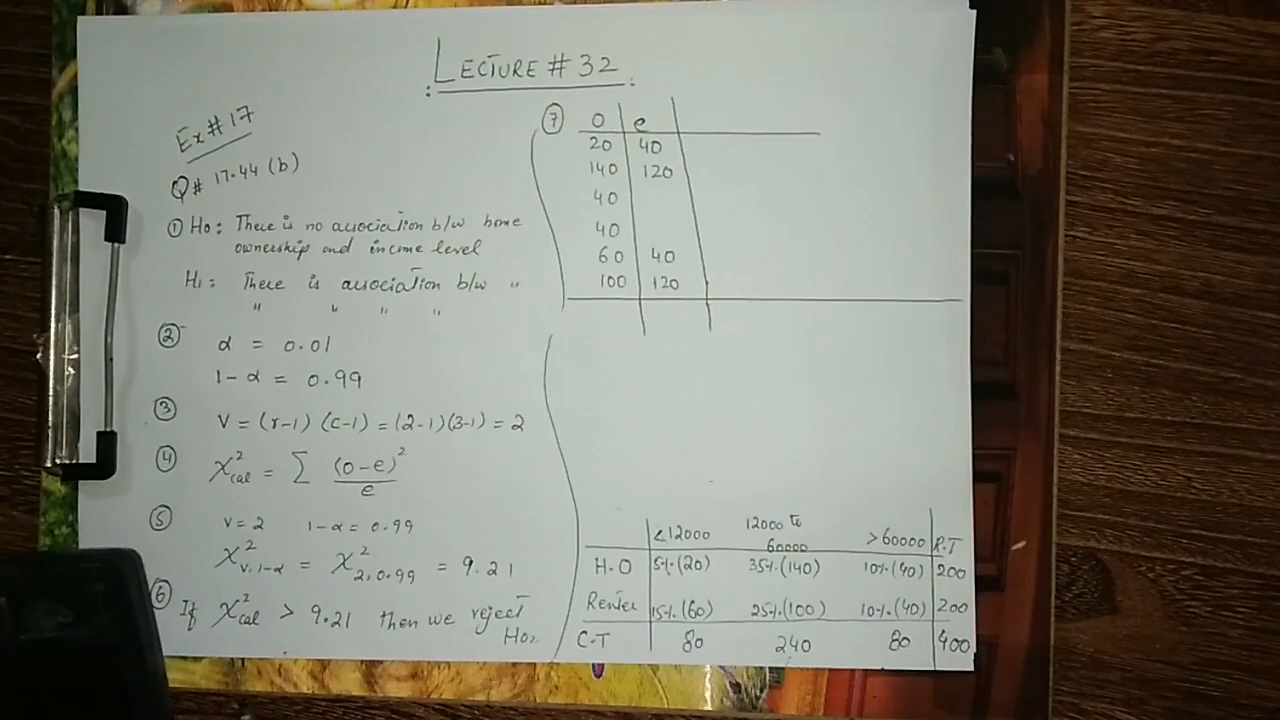 LECTURE # 32
Ex # 17
Q# 17.44 (b)
① Ho: There is no association b/w home
ownership and income level
H1: There is association b/w "
" " " "
② α = 0.01
1-α = 0.99
③ V = (r-1) (c-1) = (2-1)(3-1) = 2
④ χ²cal = Σ (o-e)²/e
⑤ v=2 1-α = 0.99
χ²v,1-α = χ²2,0.99 = 9.21
⑥ If χ²cal > 9.21 then we reject
Ho.
⑦ O e
20 40
140 120
40
40
60 40
100 120
<12000 12000 to 60000 >60000 R.T
H.O 5%(20) 35%(140) 10%(40) 200
Renter 15%(60) 25%(100) 10%(40) 200
C.T 80 240 80 400